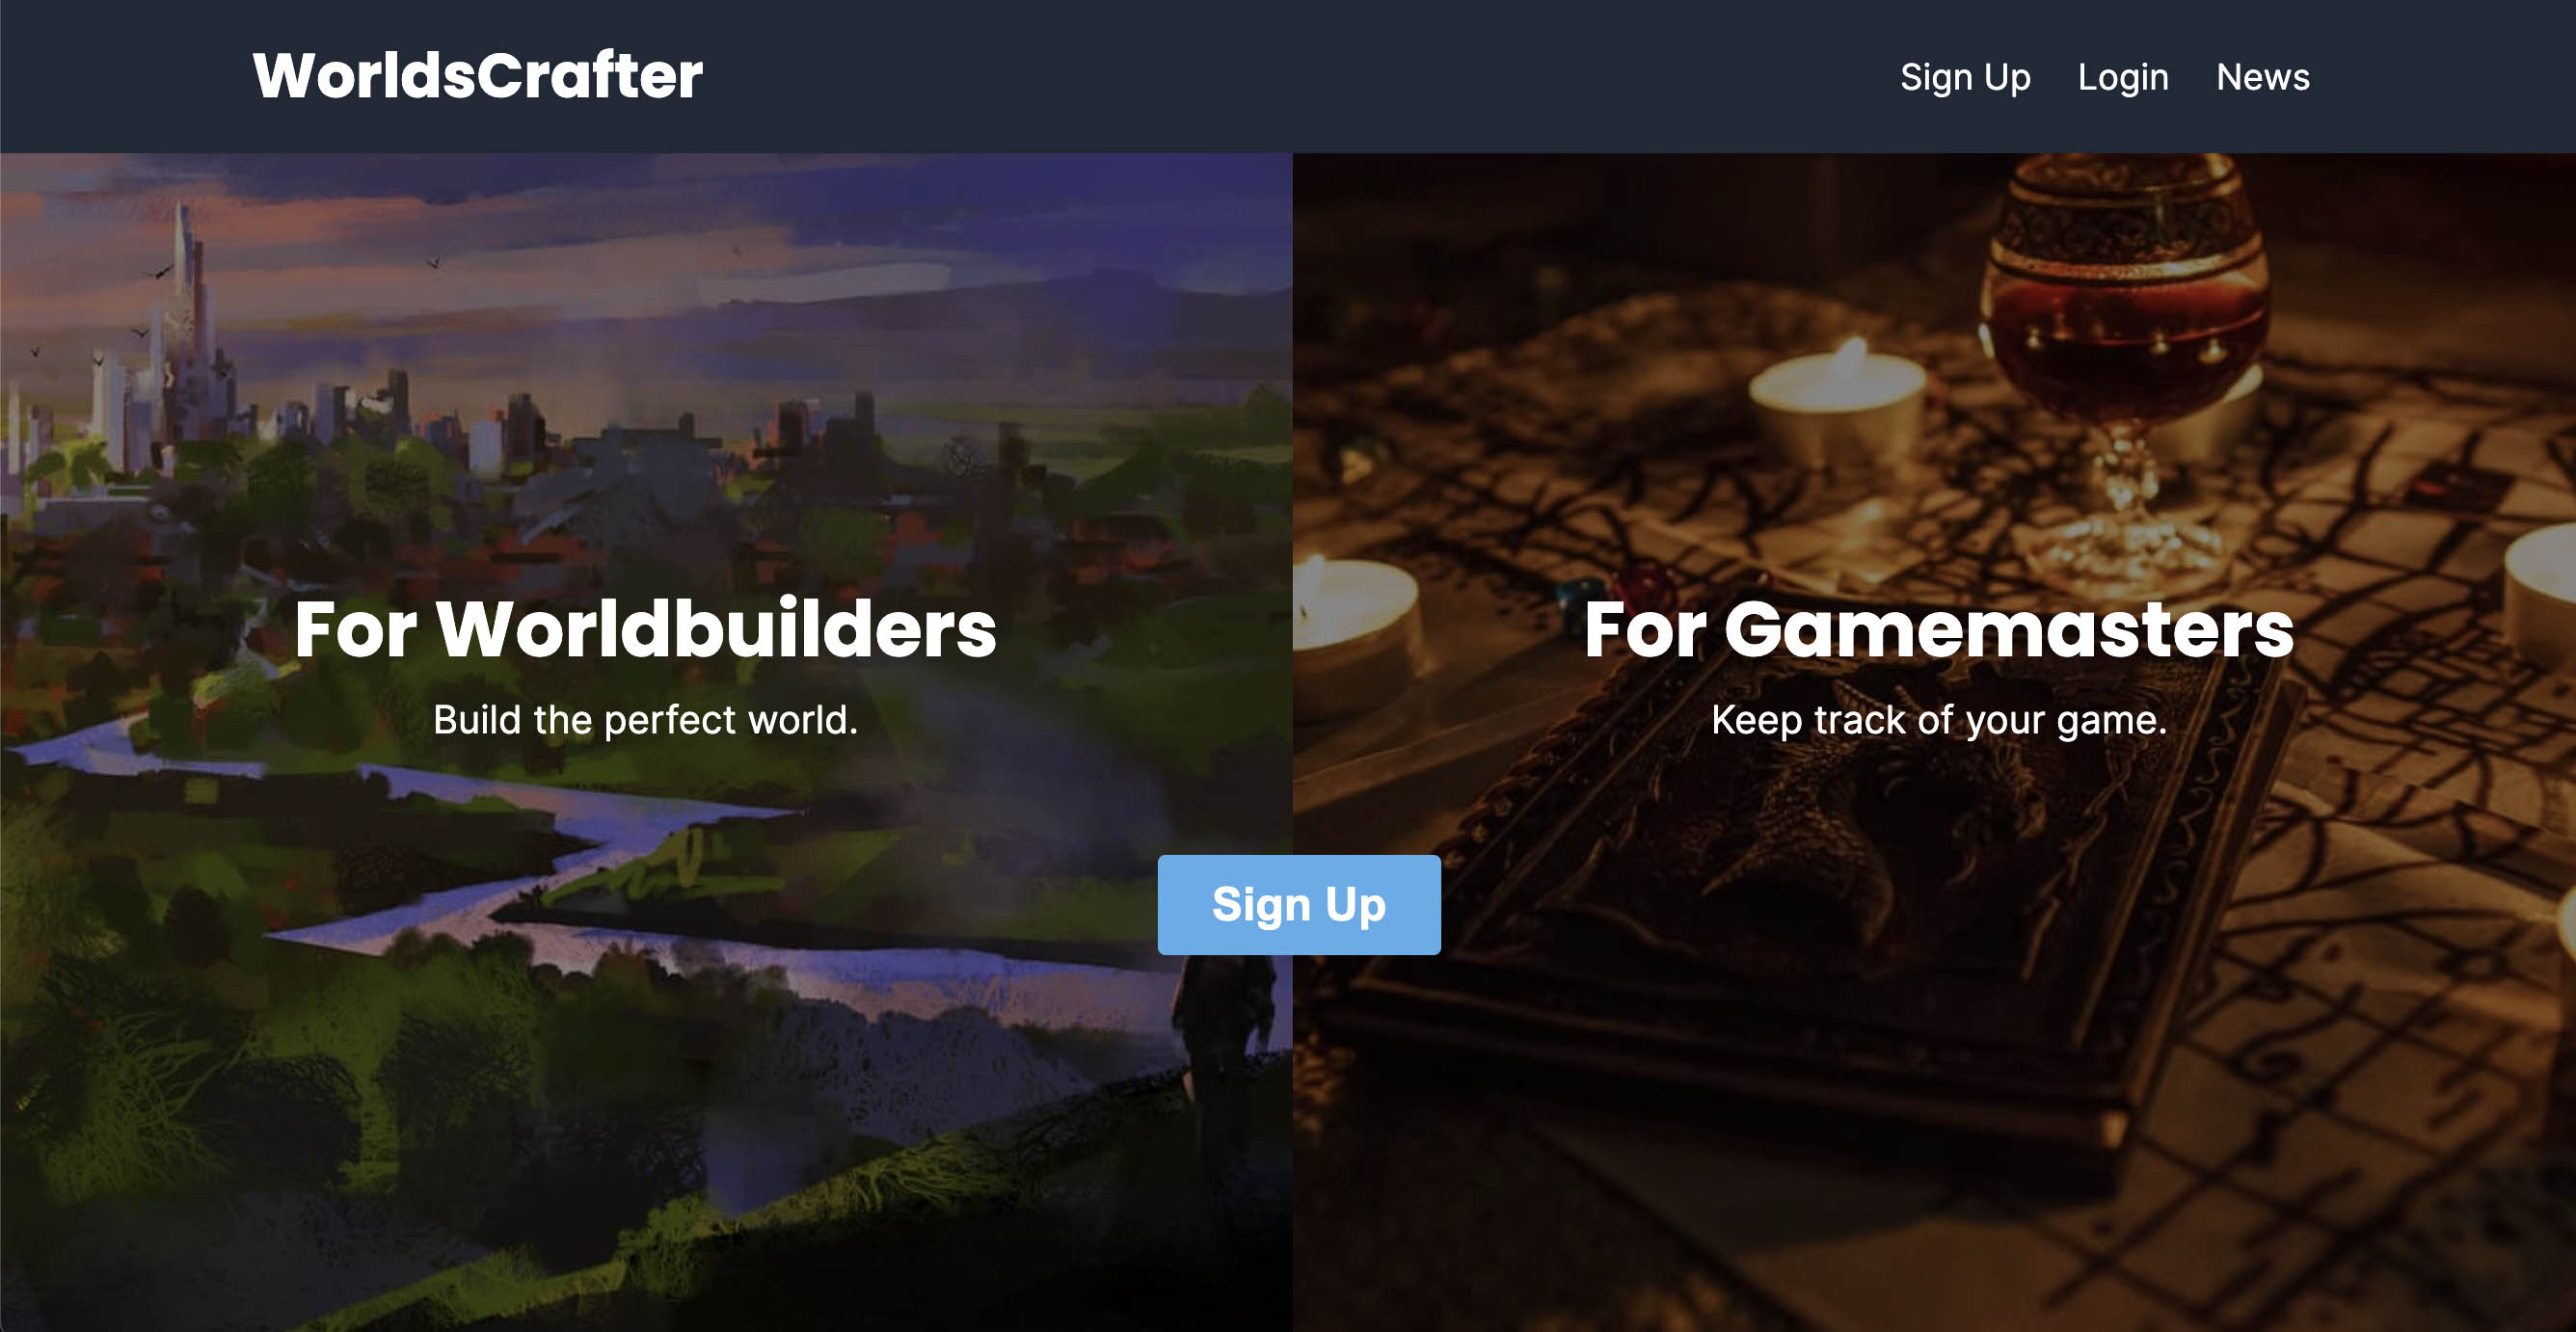 WorldsCrafter
Sign Up Login News
For Worldbuilders
Build the perfect world.
For Gamemasters
Keep track of your game.
Sign Up